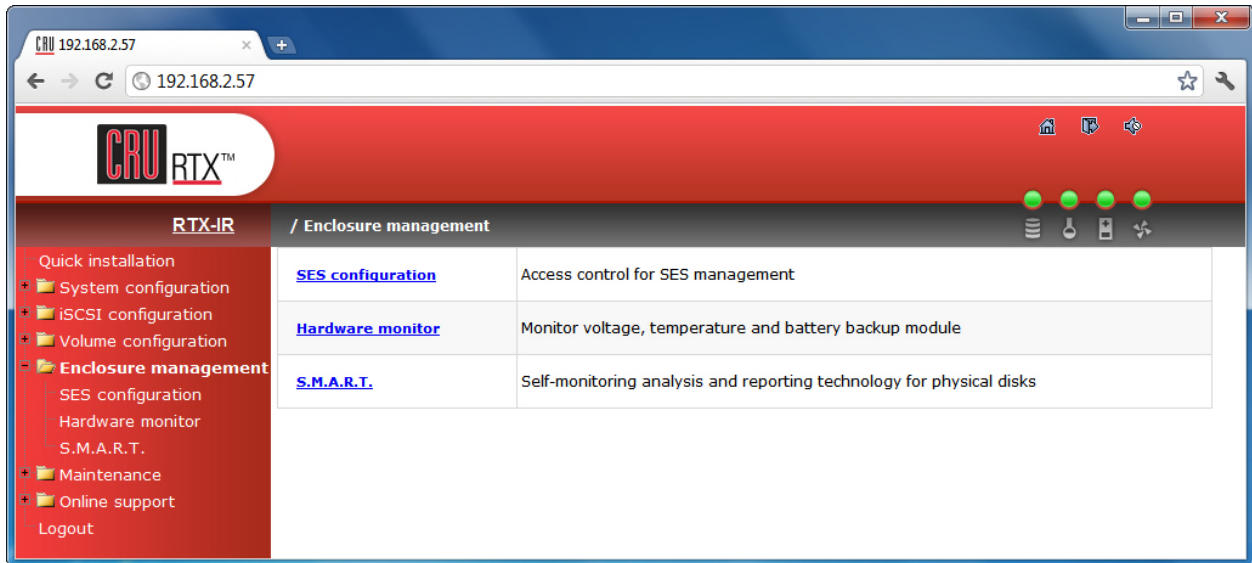 CRU 192.168.2.57
192.168.2.57
CRU RTX™
RTX-IR
/ Enclosure management
Quick installation
System configuration
iSCSI configuration
Volume configuration
Enclosure management
SES configuration
Hardware monitor
S.M.A.R.T.
Maintenance
Online support
Logout
SES configuration Access control for SES management
Hardware monitor Monitor voltage, temperature and battery backup module
S.M.A.R.T. Self-monitoring analysis and reporting technology for physical disks